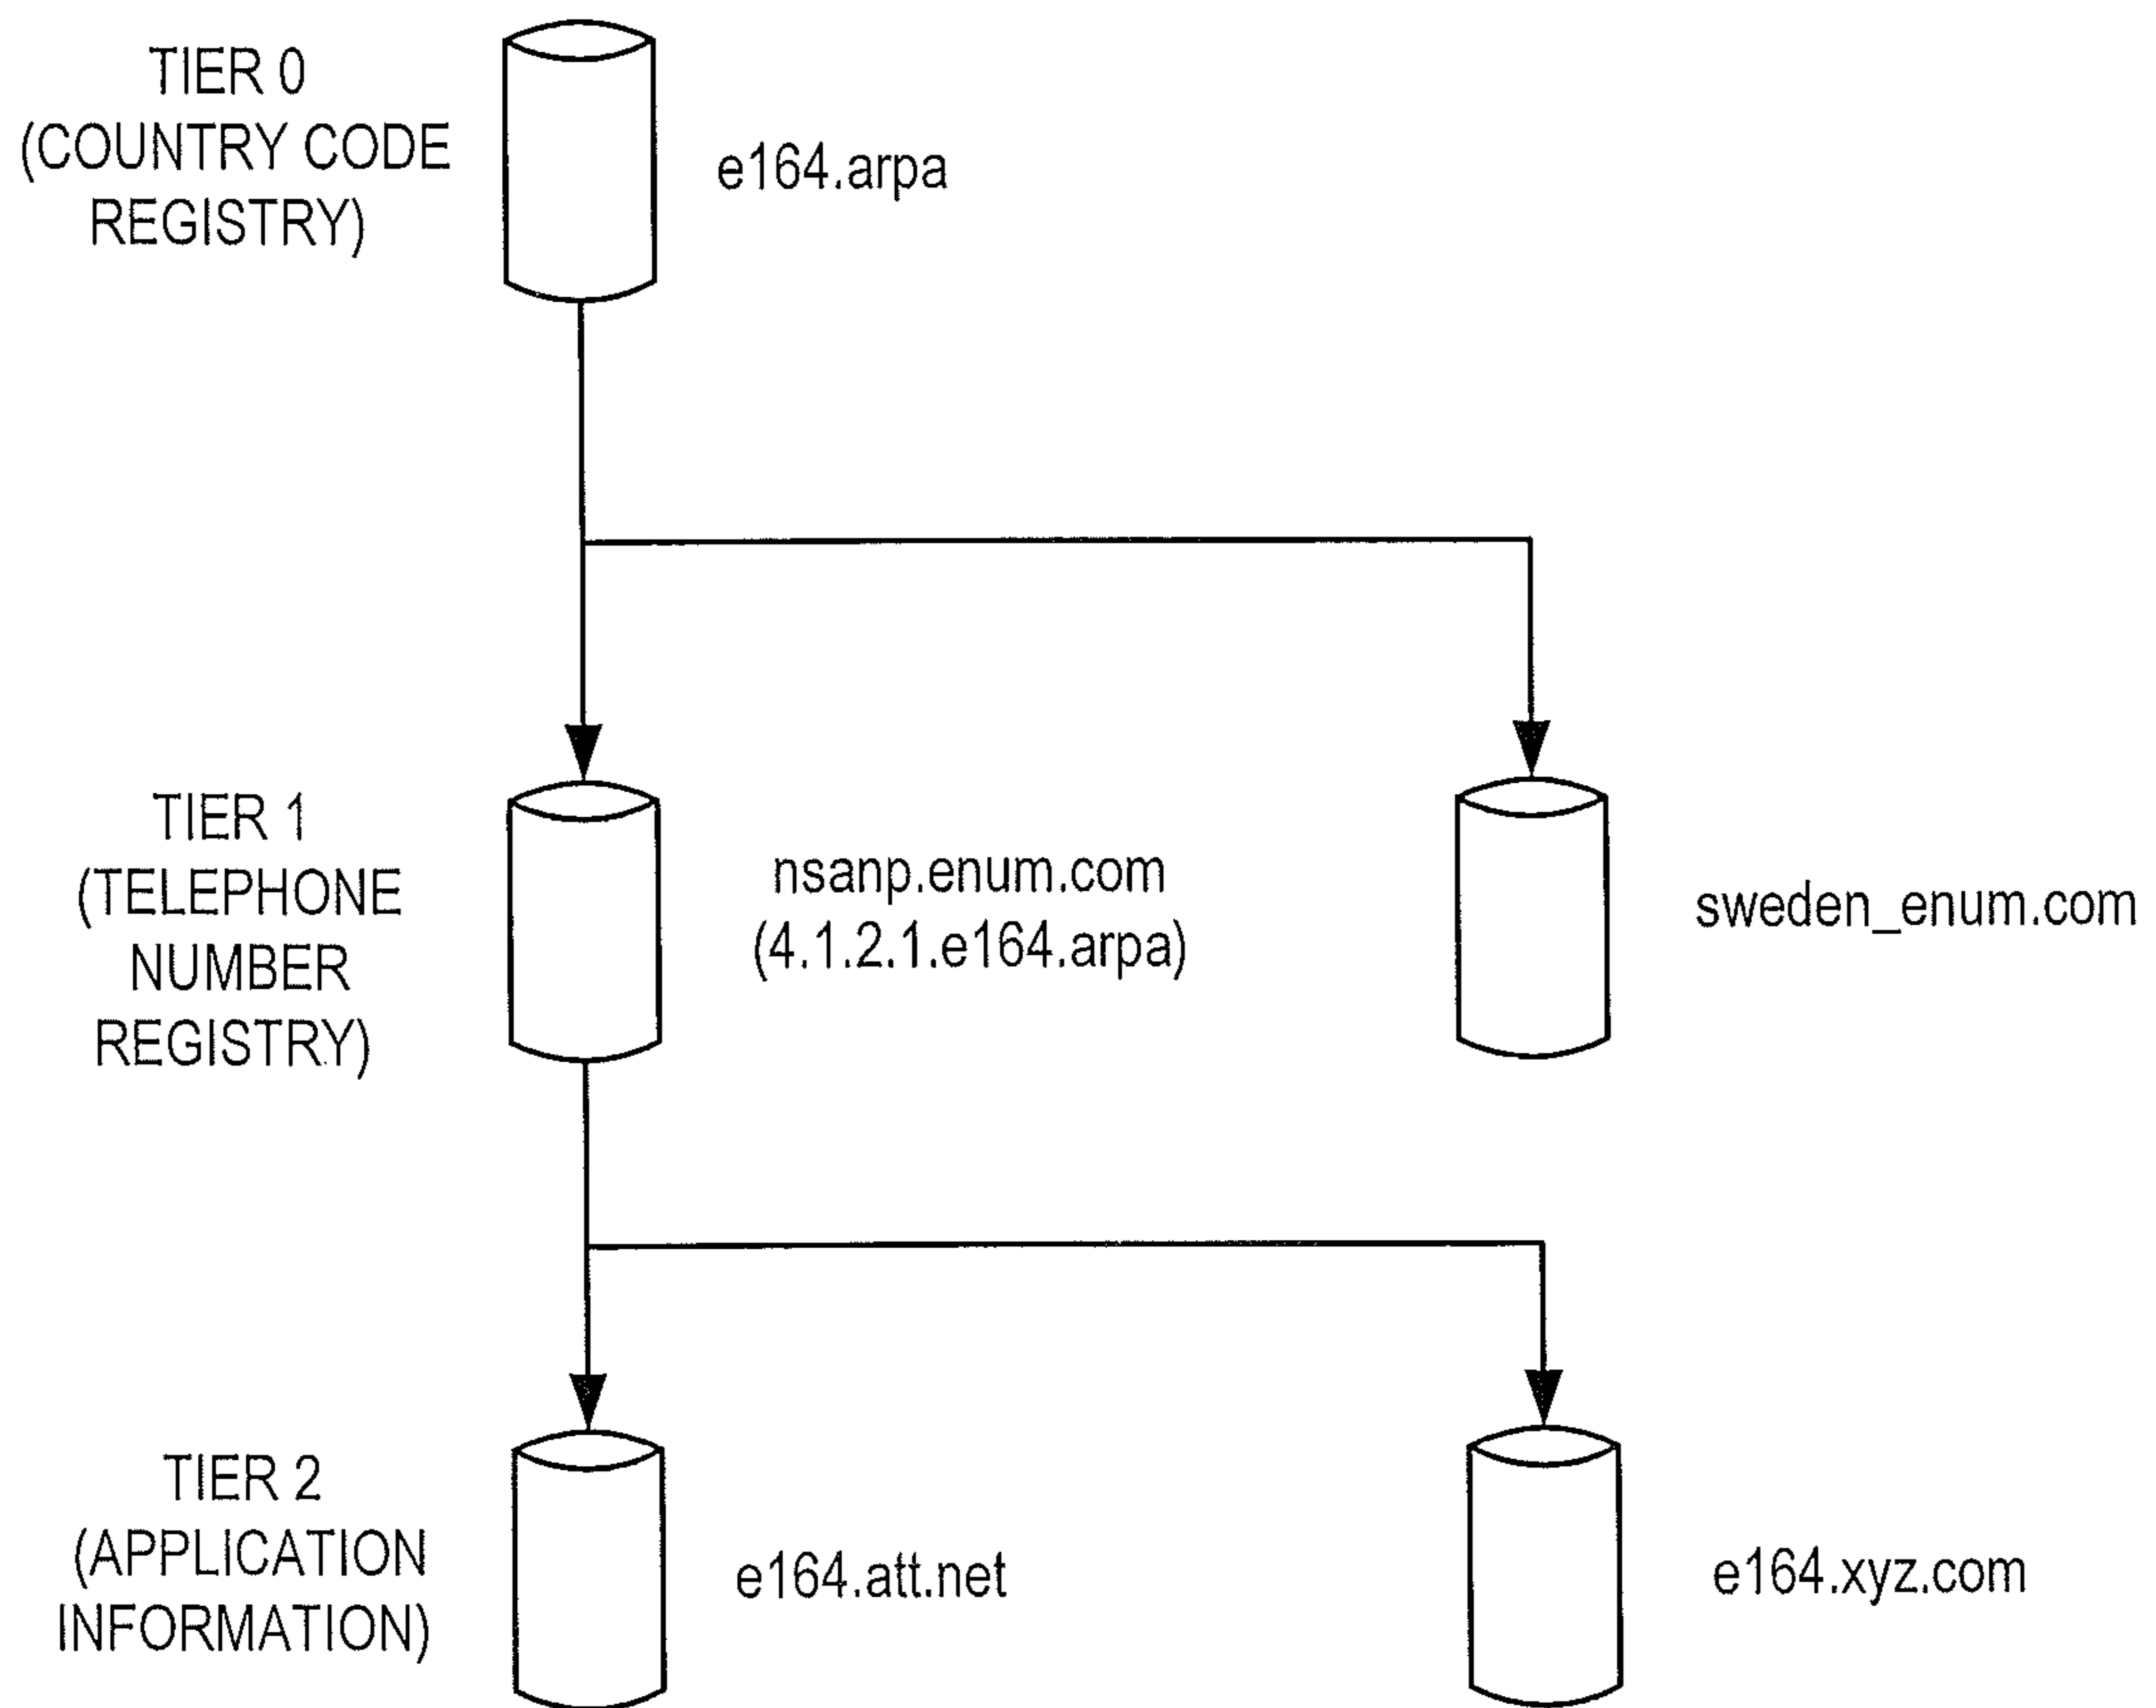 TIER 0
(COUNTRY CODE
REGISTRY)
e164.arpa
TIER 1
(TELEPHONE
NUMBER
REGISTRY)
nsanp.enum.com
(4.1.2.1.e164.arpa)
sweden_enum.com
TIER 2
(APPLICATION
INFORMATION)
e164.att.net
e164.xyz.com